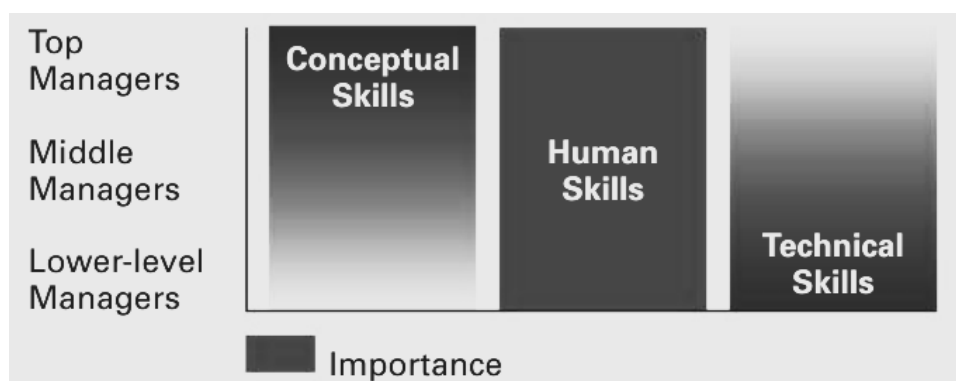 Top
Managers
Conceptual
Skills
Middle
Managers
Human
Skills
Lower-level
Managers
Technical
Skills
Importance